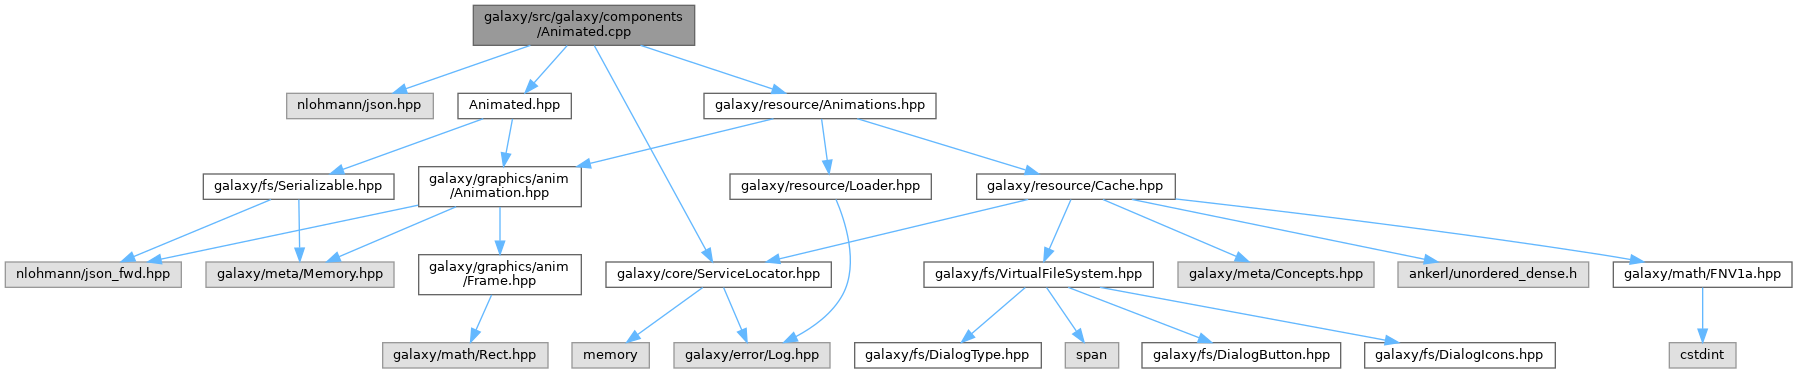 galaxy/src/galaxy/components
/Animated.cpp
nlohmann/json.hpp
Animated.hpp
galaxy/resource/Animations.hpp
galaxy/fs/Serializable.hpp
galaxy/graphics/anim
/Animation.hpp
galaxy/resource/Loader.hpp
galaxy/resource/Cache.hpp
nlohmann/json_fwd.hpp
galaxy/meta/Memory.hpp
galaxy/graphics/anim
/Frame.hpp
galaxy/core/ServiceLocator.hpp
galaxy/fs/VirtualFileSystem.hpp
galaxy/meta/Concepts.hpp
ankerl/unordered_dense.h
galaxy/math/FNV1a.hpp
galaxy/math/Rect.hpp
memory
galaxy/error/Log.hpp
galaxy/fs/DialogType.hpp
span
galaxy/fs/DialogButton.hpp
galaxy/fs/DialogIcons.hpp
cstdint